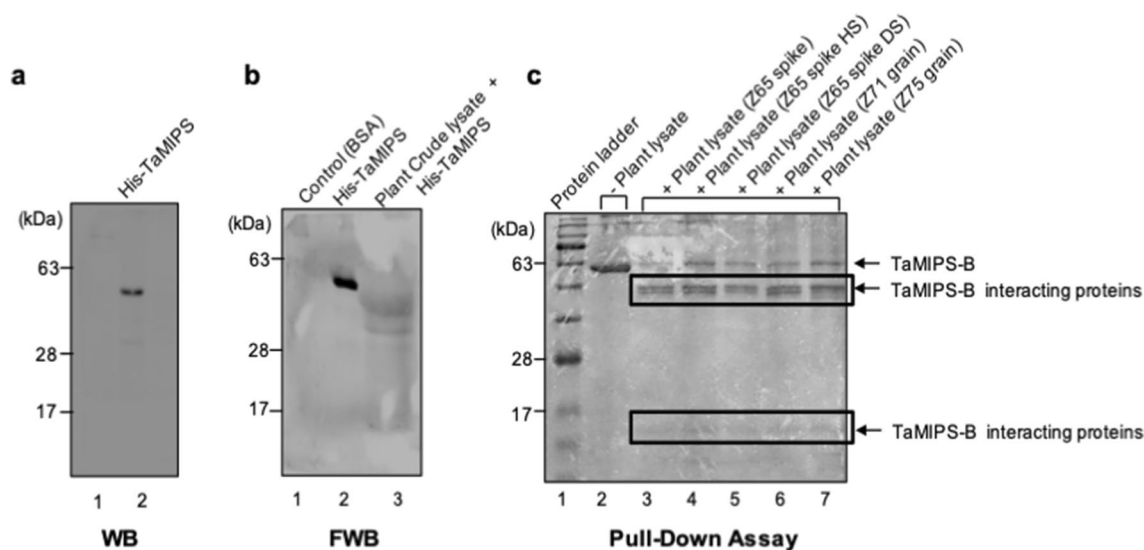 a
His-TaMIPS
(kDa)
63
28
17
1 2
WB
b
Control (BSA)
His-TaMIPS
Plant Crude lysate +
His-TaMIPS
(kDa)
63
28
17
1 2 3
FWB
c
Protein ladder
- Plant lysate
+ Plant lysate (Z65 spike)
+ Plant lysate (Z65 spike HS)
+ Plant lysate (Z65 spike DS)
+ Plant lysate (Z71 grain)
+ Plant lysate (Z75 grain)
(kDa)
63
28
17
TaMIPS-B
TaMIPS-B interacting proteins
TaMIPS-B interacting proteins
1 2 3 4 5 6 7
Pull-Down Assay